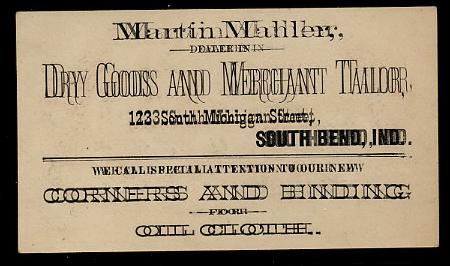 Martin Mahler,
DEALER IN
DRY GOODS AND MERCHANT TAILOR,
123 South Michigan Street,
SOUTH BEND, IND.
WE CALL SPECIAL ATTENTION TO OUR NEW
CORNERS AND BINDING
FOR
OIL CLOTH.